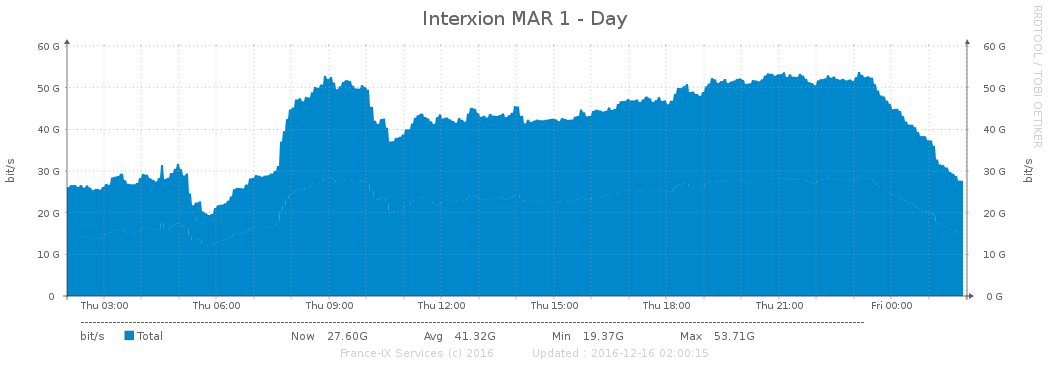 Interxion MAR 1 - Day
RRDTOOL / TOBI OETIKER
60 G 60 G
50 G 50 G
40 G 40 G
30 G 30 G
20 G 20 G
10 G 10 G
0 0 G
bit/s bit/s
Thu 03:00 Thu 06:00 Thu 09:00 Thu 12:00 Thu 15:00 Thu 18:00 Thu 21:00 Fri 00:00
bit/s Total Now 27.60G Avg 41.32G Min 19.37G Max 53.71G
France-IX Services (c) 2016 Updated : 2016-12-16 02:00:15